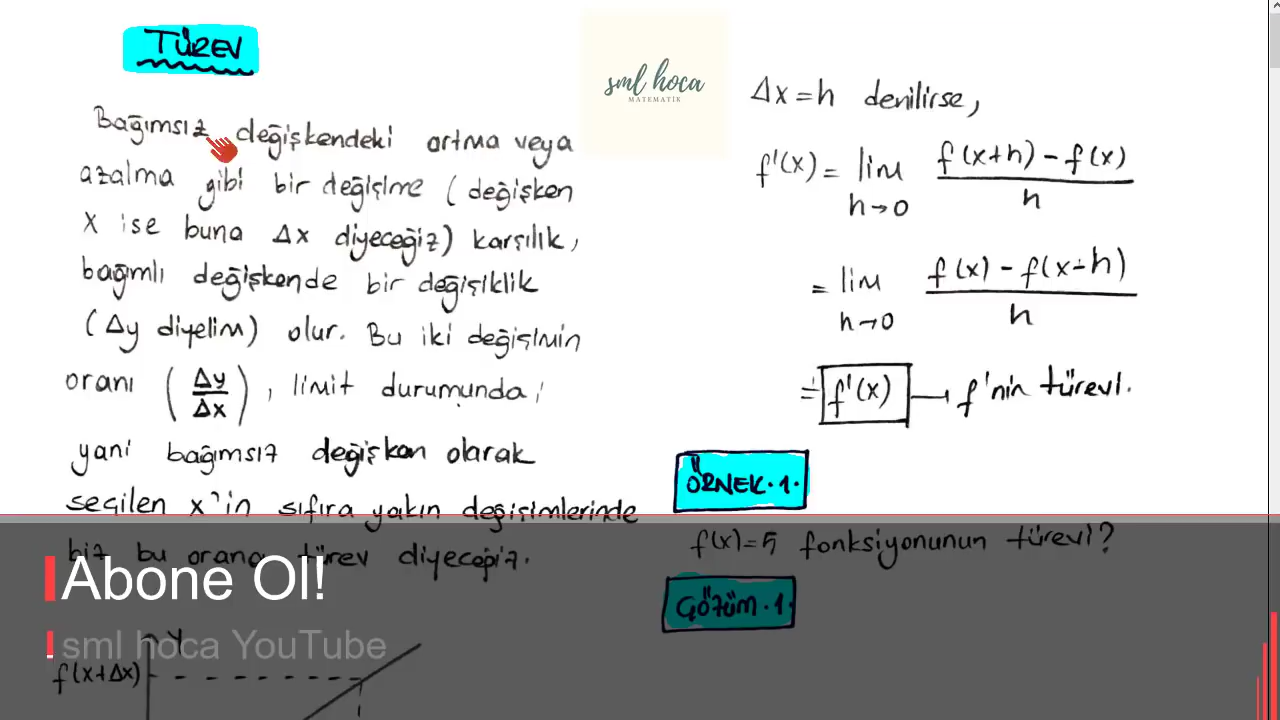 TÜREV
Bağımsız değişkendeki artma veya
azalma gibi bir değişime (değişken
x ise buna Δx diyeceğiz) karşılık,
bağımlı değişkende bir değişiklik
(Δy diyelim) olur. Bu iki değişimin
oranı (Δy/Δx), limit durumunda,
yani bağımsız değişken olarak
seçilen x'in sıfıra yakın değişimlerinde
biz bu orana türev diyeceğiz.
Y
f(x+Δx)
sml hoca
MATEMATİK
Δx=h denilirse,
f'(x) = lim h→0 f(x+h) - f(x) / h
= lim h→0 f(x) - f(x-h) / h
= f'(x) → f'nin türevi.
ÖRNEK.1.
f(x)=5 fonksiyonunun türevi?
ÇÖZÜM.1.
Abone Ol!
sml hoca YouTube